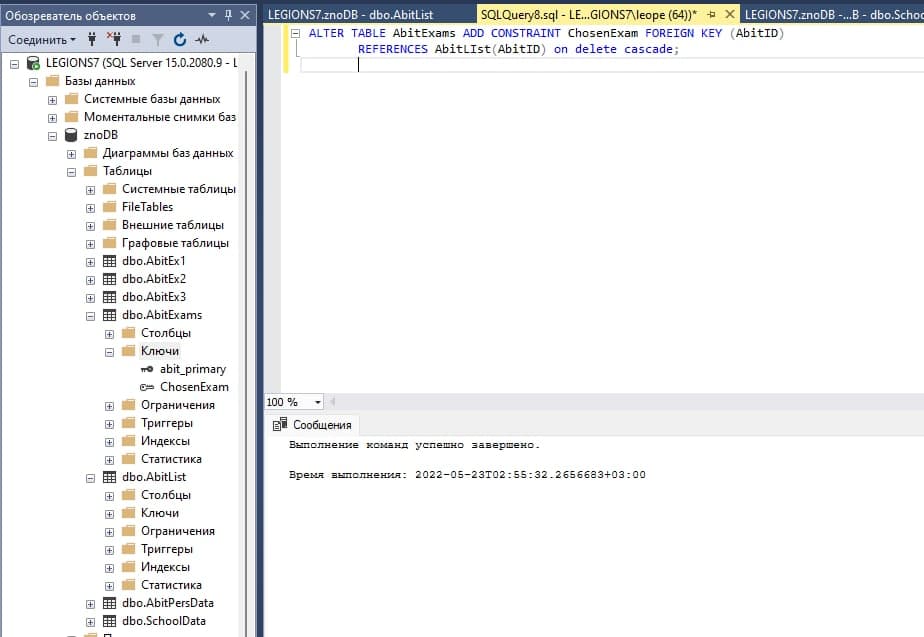 Обозреватель объектов
Соединить
LEGIONS7 (SQL Server 15.0.2080.9 - L
Базы данных
Системные базы данных
Моментальные снимки баз
znoDB
Диаграммы баз данных
Таблицы
Системные таблицы
FileTables
Внешние таблицы
Графовые таблицы
dbo.AbitEx1
dbo.AbitEx2
dbo.AbitEx3
dbo.AbitExams
Столбцы
Ключи
abit_primary
ChosenExam
Ограничения
Триггеры
Индексы
Статистика
dbo.AbitList
Столбцы
Ключи
Ограничения
Триггеры
Индексы
Статистика
dbo.AbitPersData
dbo.SchoolData
LEGIONS7.znoDB - dbo.AbitList
SQLQuery8.sql - LE...GIONS7\leope (64))*
LEGIONS7.znoDB -...B - dbo.Schoo
ALTER TABLE AbitExams ADD CONSTRAINT ChosenExam FOREIGN KEY (AbitID)
REFERENCES AbitLIst(AbitID) on delete cascade;
100 %
Сообщения
Выполнение команд успешно завершено.
Время выполнения: 2022-05-23T02:55:32.2656683+03:00